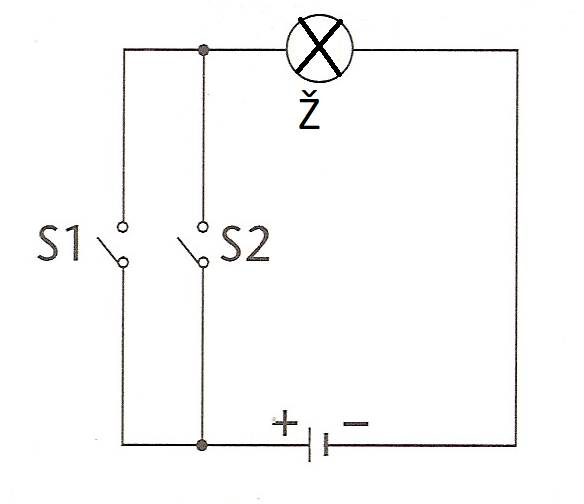 Ž
S1 S2
+ −